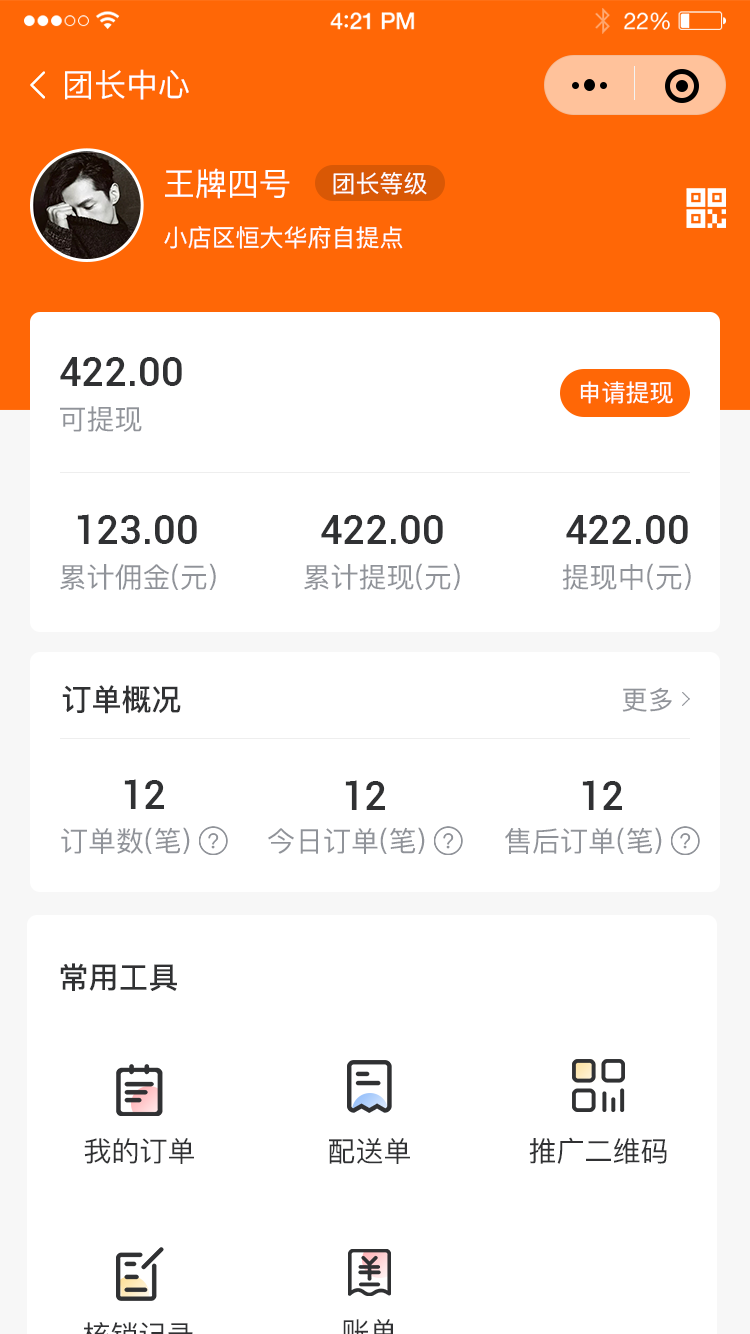 4:21 PM 22%
团长中心
王牌四号 团长等级
小店区恒大华府自提点
422.00
可提现
申请提现
123.00 422.00 422.00
累计佣金(元) 累计提现(元) 提现中(元)
订单概况 更多
12 12 12
订单数(笔) ? 今日订单(笔) ? 售后订单(笔) ?
常用工具
我的订单 配送单 推广二维码
核销记录 账单